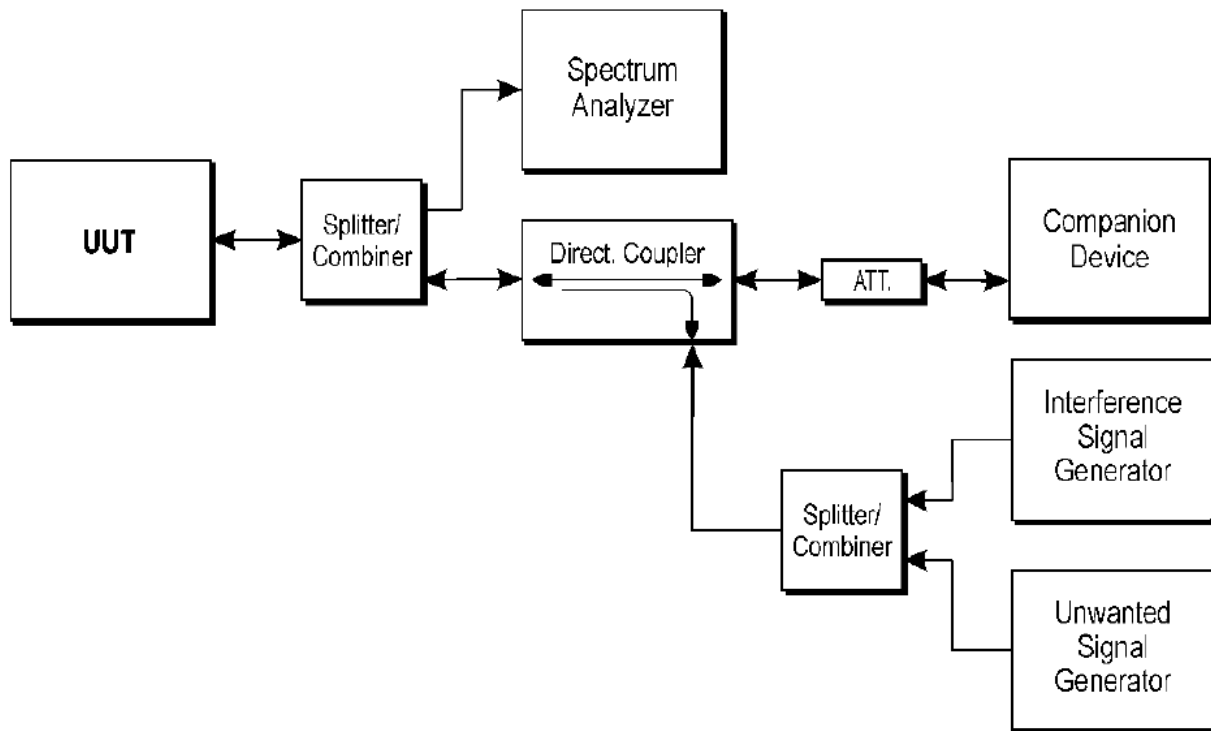 Spectrum
Analyzer
UUT
Splitter/
Combiner
Direct. Coupler
ATT.
Companion
Device
Interference
Signal
Generator
Splitter/
Combiner
Unwanted
Signal
Generator